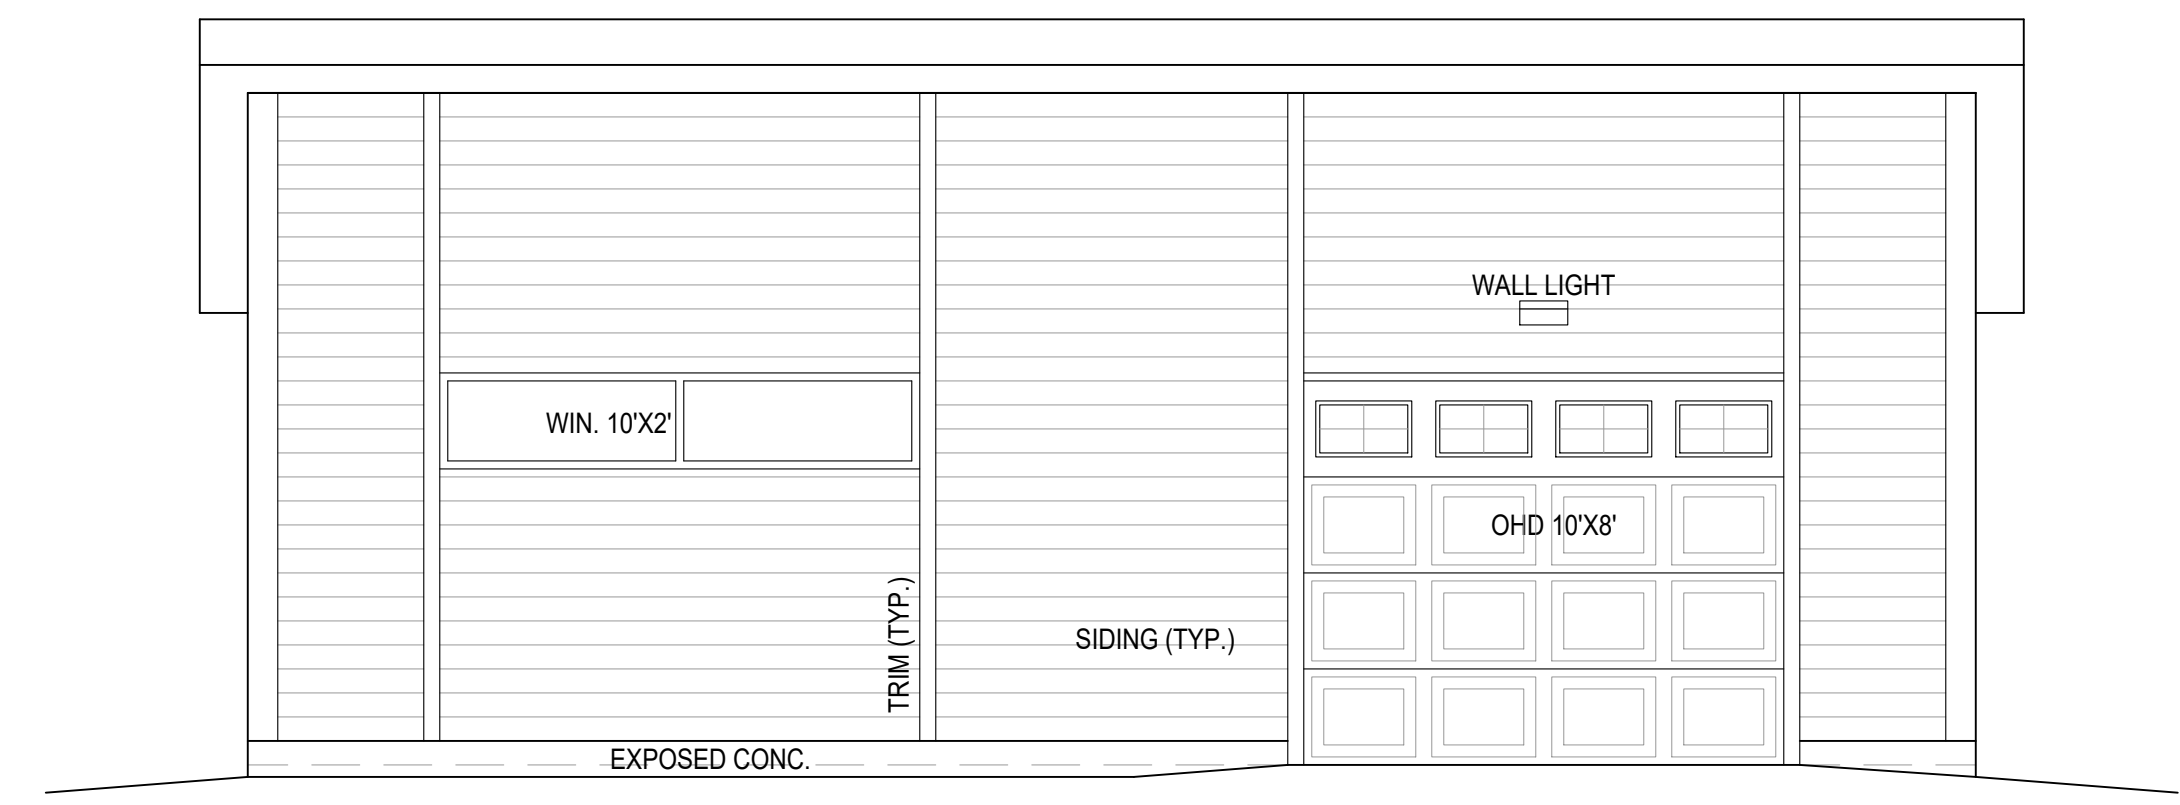 WALL LIGHT
WIN. 10'X2'
OHD 10'X8'
TRIM (TYP.)
SIDING (TYP.)
EXPOSED CONC.